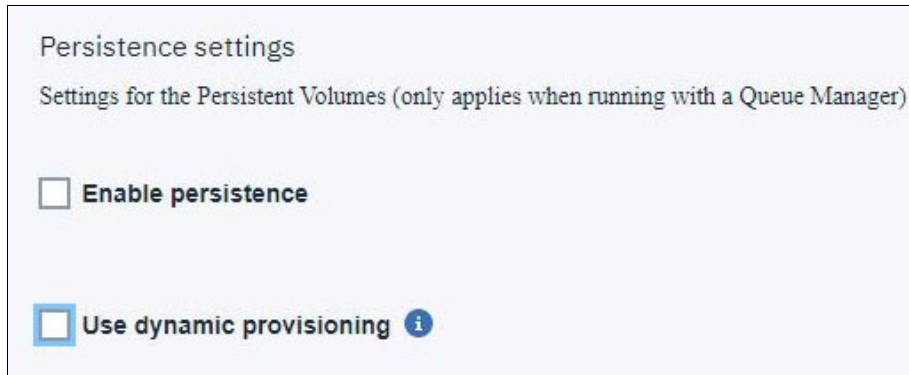 Persistence settings
Settings for the Persistent Volumes (only applies when running with a Queue Manager)
Enable persistence
Use dynamic provisioning